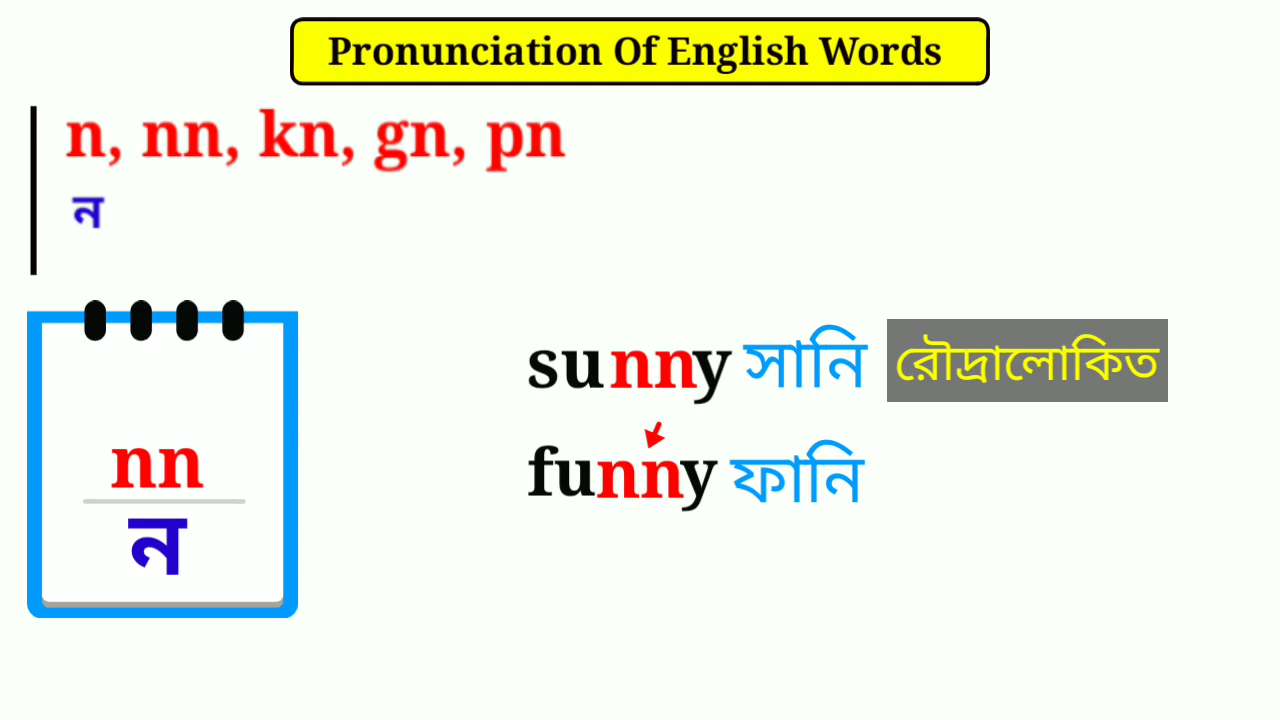 Pronunciation Of English Words
n, nn, kn, gn, pn
ন
nn
ন
sunny সানি রৌদ্রালোকিত
funny ফানি